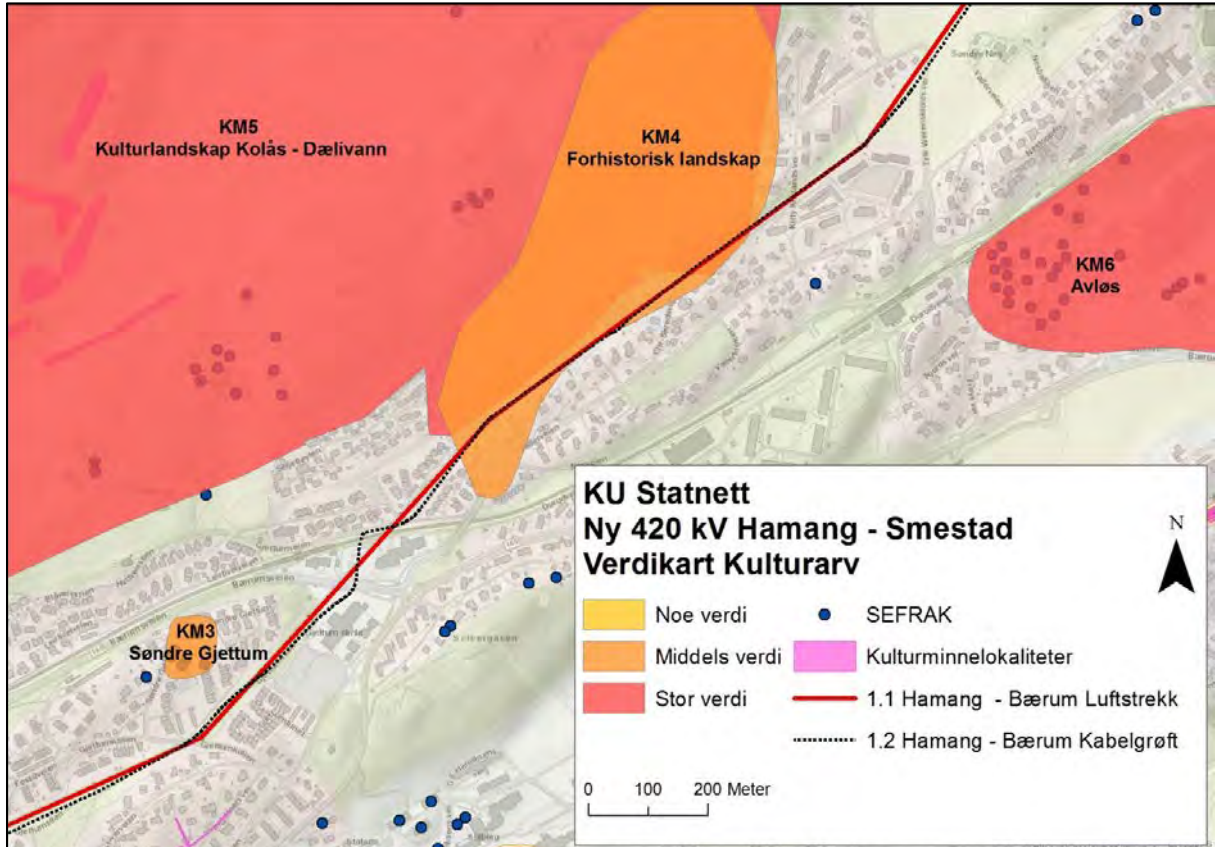 KM5
Kulturlandskap Kolås - Dælivann
KM4
Forhistorisk landskap
KM6
Avløs
KM3
Søndre Gjettum
Bærumsveien
Bærumsveien
KU Statnett
Ny 420 kV Hamang - Smestad
Verdikart Kulturarv
N
Noe verdi
Middels verdi
Stor verdi
SEFRAK
Kulturminnelokaliteter
1.1 Hamang - Bærum Luftstrekk
1.2 Hamang - Bærum Kabelgrøft
0 100 200 Meter